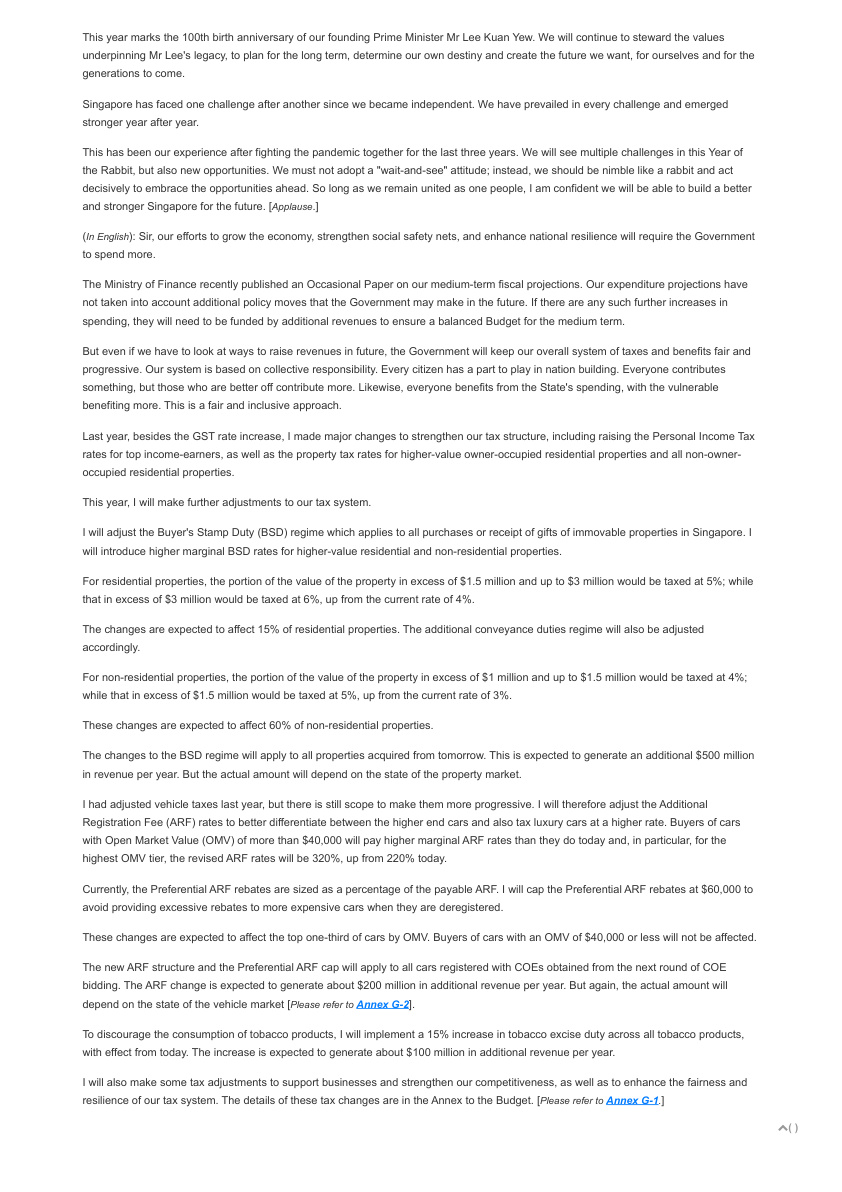 This year marks the 100th birth anniversary of our founding Prime Minister Mr Lee Kuan Yew. We will continue to steward the values
underpinning Mr Lee's legacy, to plan for the long term, determine our own destiny and create the future we want, for ourselves and for the
generations to come.
Singapore has faced one challenge after another since we became independent. We have prevailed in every challenge and emerged
stronger year after year.
This has been our experience after fighting the pandemic together for the last three years. We will see multiple challenges in this Year of
the Rabbit, but also new opportunities. We must not adopt a "wait-and-see" attitude; instead, we should be nimble like a rabbit and act
decisively to embrace the opportunities ahead. So long as we remain united as one people, I am confident we will be able to build a better
and stronger Singapore for the future. [Applause.]
(In English): Sir, our efforts to grow the economy, strengthen social safety nets, and enhance national resilience will require the Government
to spend more.
The Ministry of Finance recently published an Occasional Paper on our medium-term fiscal projections. Our expenditure projections have
not taken into account additional policy moves that the Government may make in the future. If there are any such further increases in
spending, they will need to be funded by additional revenues to ensure a balanced Budget for the medium term.
But even if we have to look at ways to raise revenues in future, the Government will keep our overall system of taxes and benefits fair and
progressive. Our system is based on collective responsibility. Every citizen has a part to play in nation building. Everyone contributes
something, but those who are better off contribute more. Likewise, everyone benefits from the State's spending, with the vulnerable
benefiting more. This is a fair and inclusive approach.
Last year, besides the GST rate increase, I made major changes to strengthen our tax structure, including raising the Personal Income Tax
rates for top income-earners, as well as the property tax rates for higher-value owner-occupied residential properties and all non-owner-
occupied residential properties.
This year, I will make further adjustments to our tax system.
I will adjust the Buyer's Stamp Duty (BSD) regime which applies to all purchases or receipt of gifts of immovable properties in Singapore. I
will introduce higher marginal BSD rates for higher-value residential and non-residential properties.
For residential properties, the portion of the value of the property in excess of $1.5 million and up to $3 million would be taxed at 5%; while
that in excess of $3 million would be taxed at 6%, up from the current rate of 4%.
The changes are expected to affect 15% of residential properties. The additional conveyance duties regime will also be adjusted
accordingly.
For non-residential properties, the portion of the value of the property in excess of $1 million and up to $1.5 million would be taxed at 4%;
while that in excess of $1.5 million would be taxed at 5%, up from the current rate of 3%.
These changes are expected to affect 60% of non-residential properties.
The changes to the BSD regime will apply to all properties acquired from tomorrow. This is expected to generate an additional $500 million
in revenue per year. But the actual amount will depend on the state of the property market.
I had adjusted vehicle taxes last year, but there is still scope to make them more progressive. I will therefore adjust the Additional
Registration Fee (ARF) rates to better differentiate between the higher end cars and also tax luxury cars at a higher rate. Buyers of cars
with Open Market Value (OMV) of more than $40,000 will pay higher marginal ARF rates than they do today and, in particular, for the
highest OMV tier, the revised ARF rates will be 320%, up from 220% today.
Currently, the Preferential ARF rebates are sized as a percentage of the payable ARF. I will cap the Preferential ARF rebates at $60,000 to
avoid providing excessive rebates to more expensive cars when they are deregistered.
These changes are expected to affect the top one-third of cars by OMV. Buyers of cars with an OMV of $40,000 or less will not be affected.
The new ARF structure and the Preferential ARF cap will apply to all cars registered with COEs obtained from the next round of COE
bidding. The ARF change is expected to generate about $200 million in additional revenue per year. But again, the actual amount will
depend on the state of the vehicle market [Please refer to Annex G-2].
To discourage the consumption of tobacco products, I will implement a 15% increase in tobacco excise duty across all tobacco products,
with effect from today. The increase is expected to generate about $100 million in additional revenue per year.
I will also make some tax adjustments to support businesses and strengthen our competitiveness, as well as to enhance the fairness and
resilience of our tax system. The details of these tax changes are in the Annex to the Budget. [Please refer to Annex G-1.]
( )